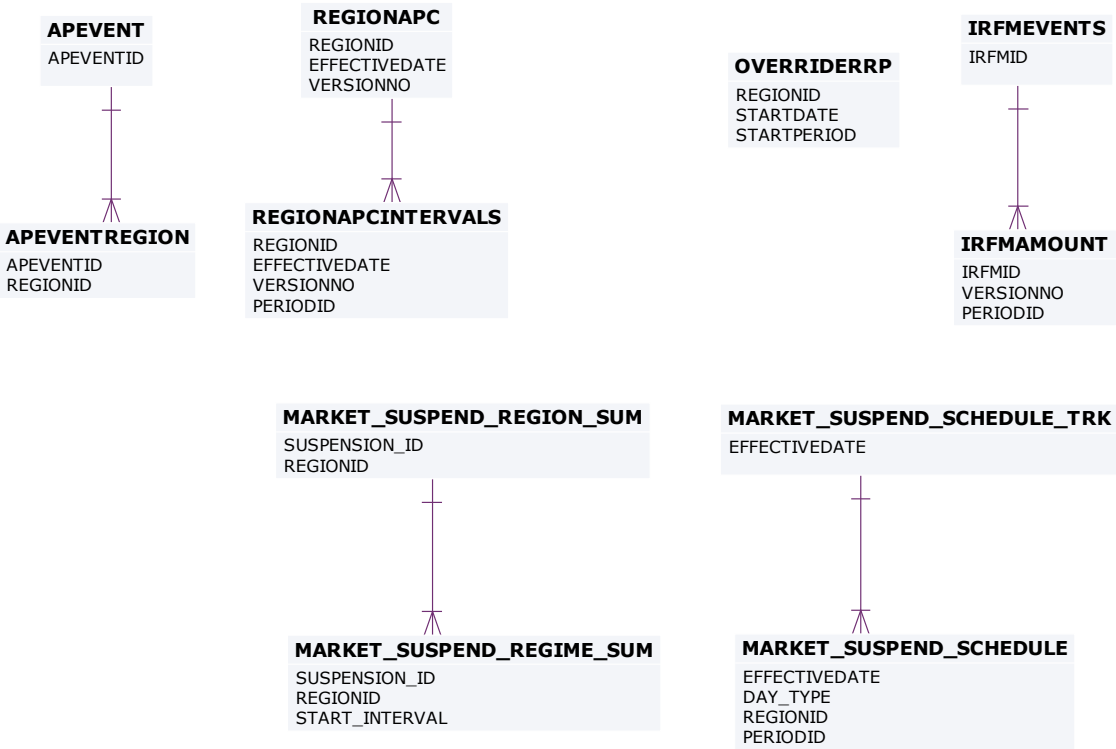 APEVENT
APEVENTID
REGIONAPC
REGIONID
EFFECTIVEDATE
VERSIONNO
OVERRIDERRP
REGIONID
STARTDATE
STARTPERIOD
IRFMEVENTS
IRFMID
APEVENTREGION
APEVENTID
REGIONID
REGIONAPCINTERVALS
REGIONID
EFFECTIVEDATE
VERSIONNO
PERIODID
IRFMAMOUNT
IRFMID
VERSIONNO
PERIODID
MARKET_SUSPEND_REGION_SUM
SUSPENSION_ID
REGIONID
MARKET_SUSPEND_SCHEDULE_TRK
EFFECTIVEDATE
MARKET_SUSPEND_REGIME_SUM
SUSPENSION_ID
REGIONID
START_INTERVAL
MARKET_SUSPEND_SCHEDULE
EFFECTIVEDATE
DAY_TYPE
REGIONID
PERIODID